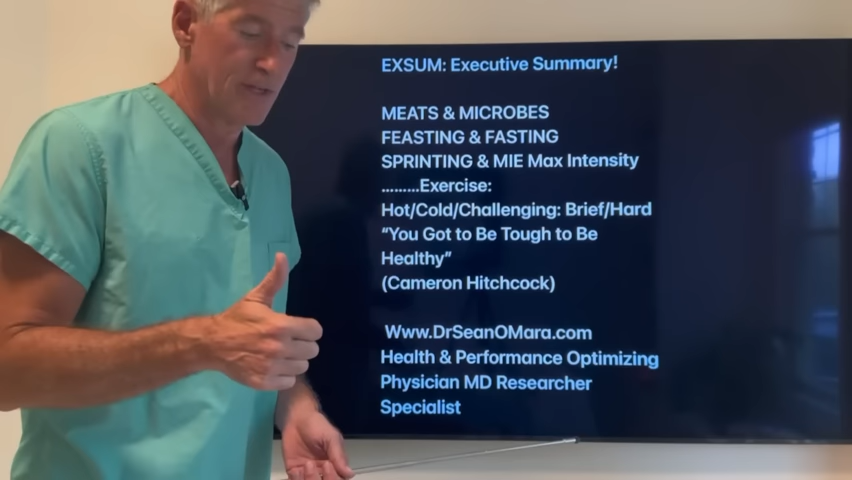 EXSUM: Executive Summary!
MEATS & MICROBES
FEASTING & FASTING
SPRINTING & MIE Max Intensity
.........Exercise:
Hot/Cold/Challenging: Brief/Hard
“You Got to Be Tough to Be
Healthy”
(Cameron Hitchcock)
Www.DrSeanOMara.com
Health & Performance Optimizing
Physician MD Researcher
Specialist